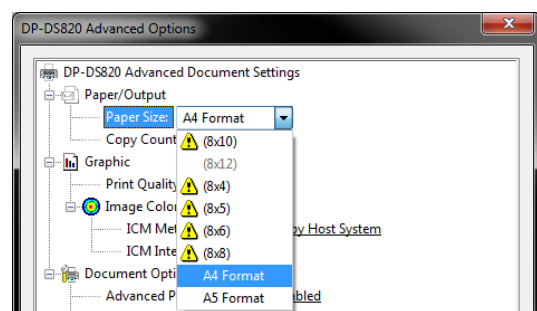 DP-DS820 Advanced Options
DP-DS820 Advanced Document Settings
Paper/Output
Paper Size: A4 Format
Copy Count
(8x10)
Graphic
(8x12)
Print Quality
(8x4)
Image Color
(8x5)
ICM Met
(8x6)
by Host System
ICM Inte
(8x8)
Document Opti
A4 Format
Advanced P
A5 Format
bled